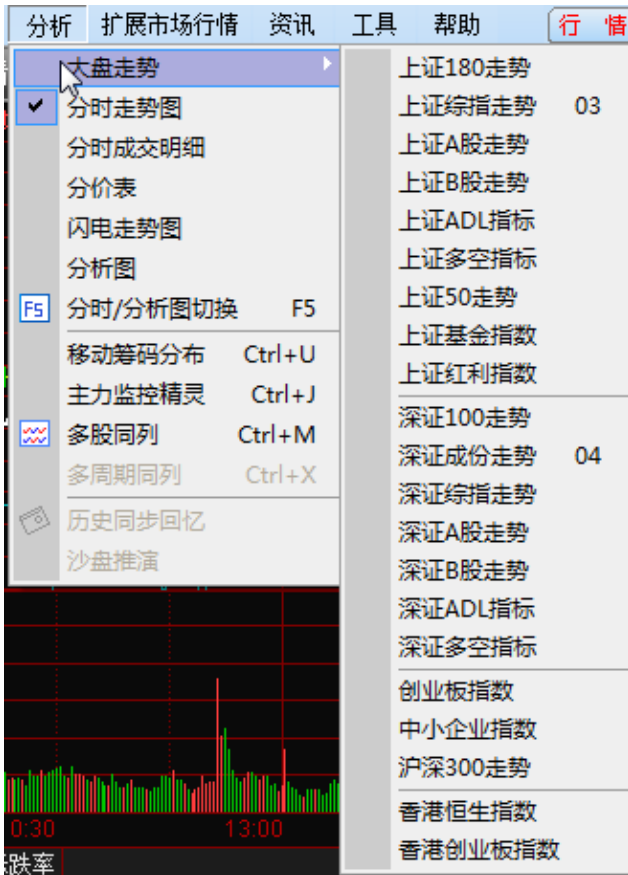 分析 扩展市场行情 资讯 工具 帮助 行 情
大盘走势
分时走势图
分时成交明细
分价表
闪电走势图
分析图
F5 分时/分析图切换 F5
移动筹码分布 Ctrl+U
主力监控精灵 Ctrl+J
多股同列 Ctrl+M
多周期同列 Ctrl+X
历史同步回忆
沙盘推演
上证180走势
上证综指走势 03
上证A股走势
上证B股走势
上证ADL指标
上证多空指标
上证50走势
上证基金指数
上证红利指数
深证100走势
深证成份走势 04
深证综指走势
深证A股走势
深证B股走势
深证ADL指标
深证多空指标
创业板指数
中小企业指数
沪深300走势
香港恒生指数
香港创业板指数
0:30 13:00
跌率